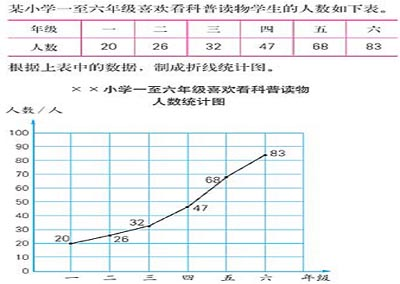 某小学一至六年级喜欢看科普读物学生的人数如下表。
年级 一 二 三 四 五 六
人数 20 26 32 47 68 83
根据上表中的数据，制成折线统计图。
××小学一至六年级喜欢看科普读物
人数统计图
人数/人
100
90
80
70
60
50
40
30
20
10
0
20 26 32 47 68 83
一 二 三 四 五 六 年级